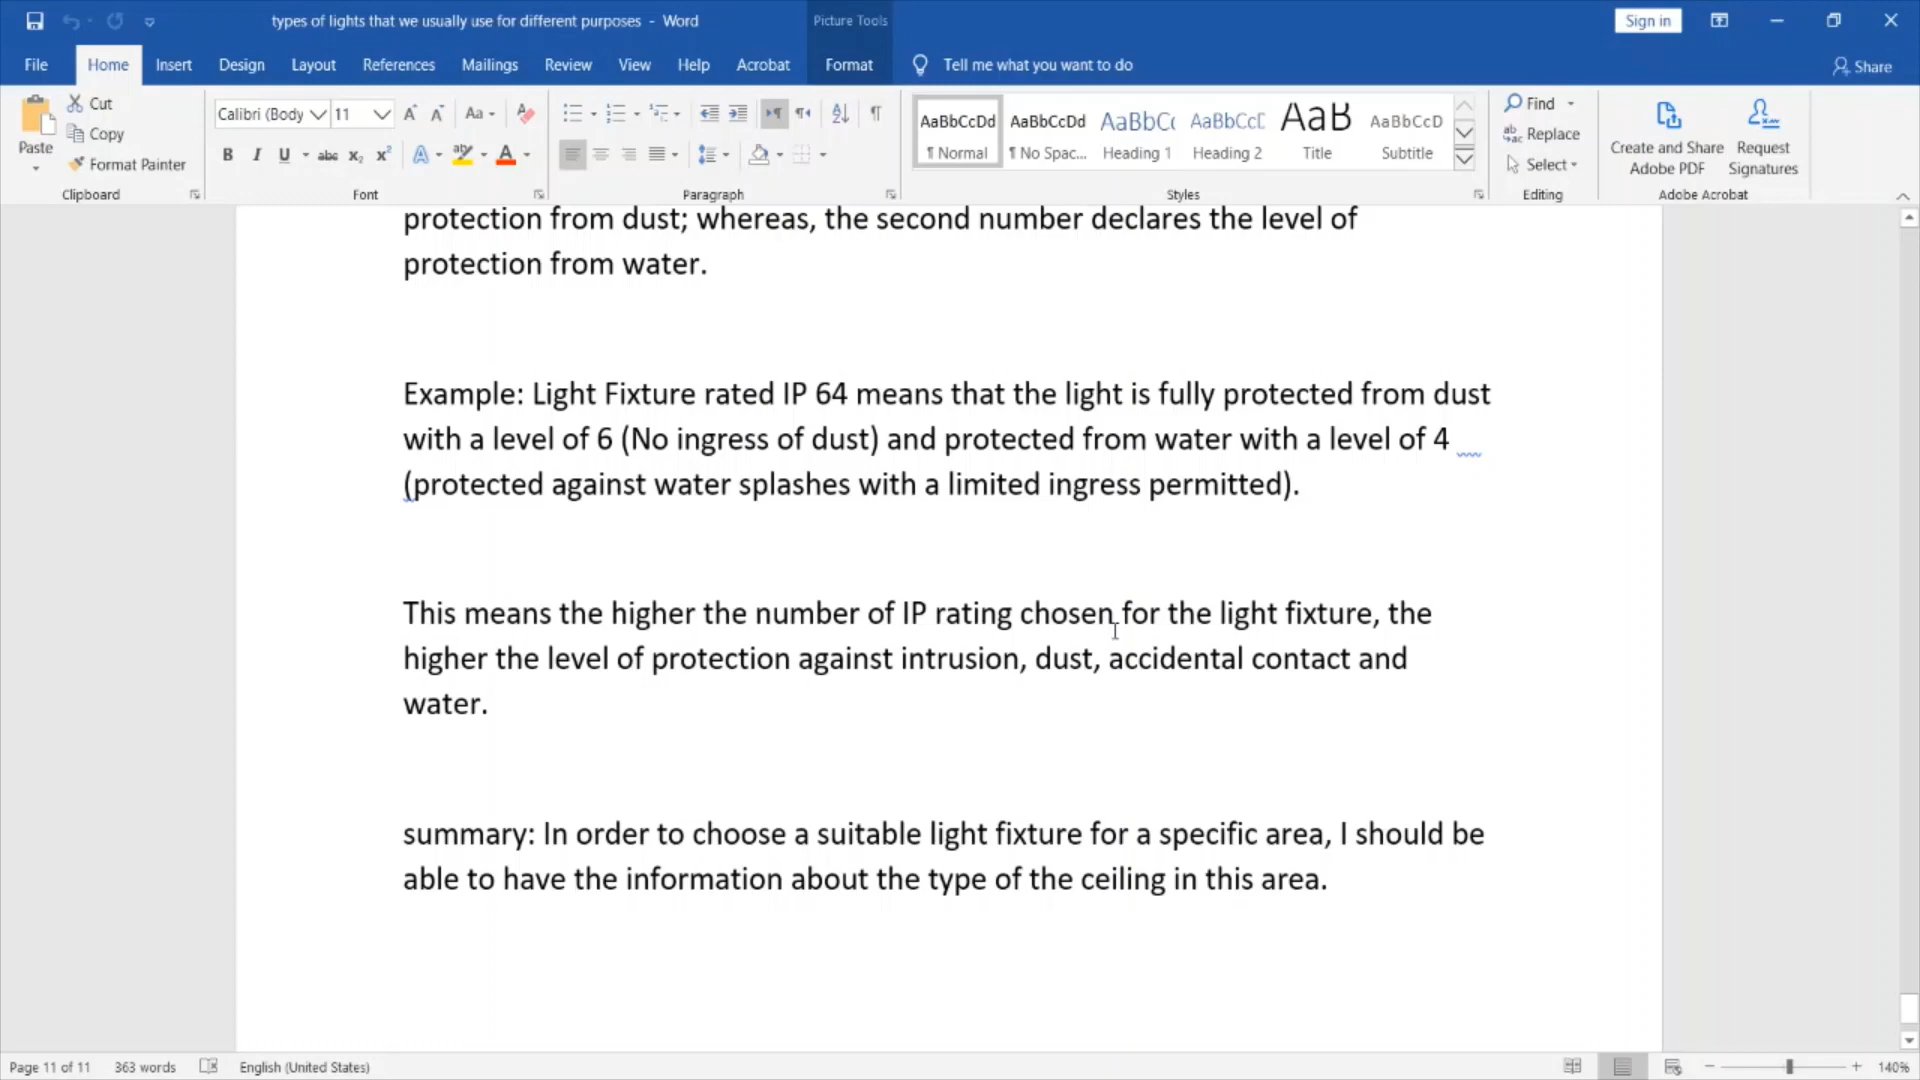 types of lights that we usually use for different purposes - Word
Picture Tools
Sign in
File Home Insert Design Layout References Mailings Review View Help Acrobat Format Tell me what you want to do Share
Paste
Cut
Copy
Format Painter
Clipboard
Calibri (Body 11
Font
Paragraph
AaBbCcDd AaBbCcDd AaBbCc AaBbCcD AaB AaBbCcD
¶ Normal ¶ No Spac... Heading 1 Heading 2 Title Subtitle
Styles
Find
Replace
Select
Editing
Create and Share Adobe PDF
Request Signatures
Adobe Acrobat
protection from dust; whereas, the second number declares the level of
protection from water.
Example: Light Fixture rated IP 64 means that the light is fully protected from dust
with a level of 6 (No ingress of dust) and protected from water with a level of 4
(protected against water splashes with a limited ingress permitted).
This means the higher the number of IP rating chosen for the light fixture, the
higher the level of protection against intrusion, dust, accidental contact and
water.
summary: In order to choose a suitable light fixture for a specific area, I should be
able to have the information about the type of the ceiling in this area.
Page 11 of 11 363 words English (United States) 140%